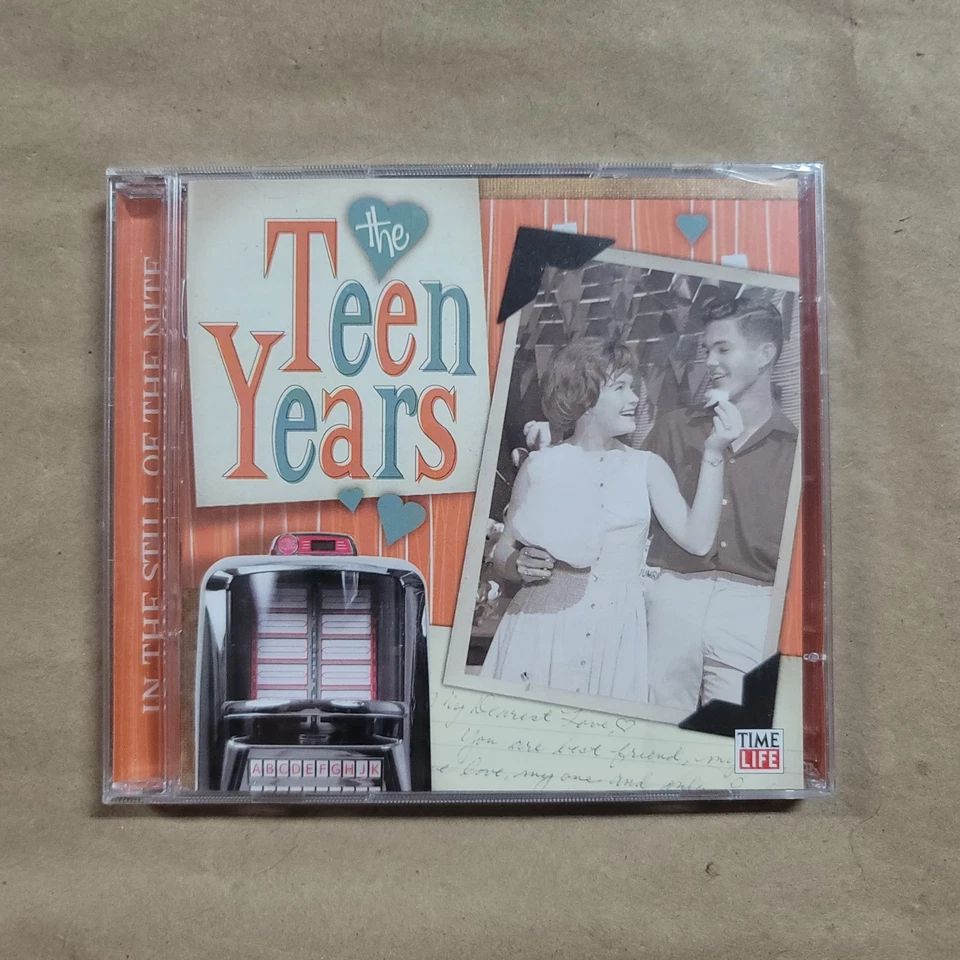 IN THE STILL OF THE NITE
the
Teen
Years
ABCDEFGHJK
My Dearest Love,
You are best friend, my
love, my one and only
TIME
LIFE